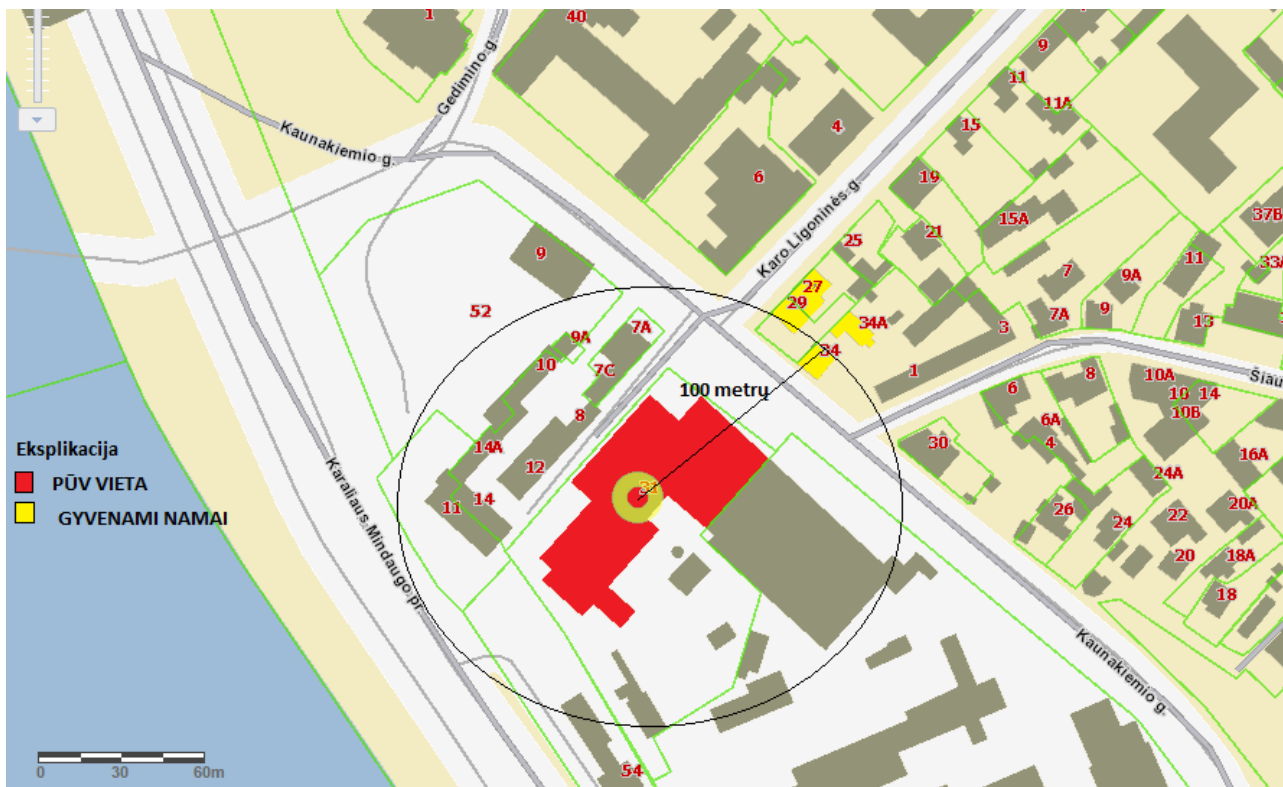 1
40
Gedimino g.
9
11
11A
15
4
Kaunakiemio g.
19
6
15A
37B
Karo Ligoninės g.
21
25
11
33A
9
7
9A
27
29
52
7A
9
13
34A
3
7A
9A
34
1
10
7C
Šiau
10A
8
6
10
14
100 metrų
10B
6A
8
4
30
Eksplikacija
14A
16A
12
24A
PŪV VIETA
31
14
11
20A
GYVENAMI NAMAI
26
24
22
20
18A
Karaliaus Mindaugo pr.
18
Kaunakiemio g.
0 30 60m
54